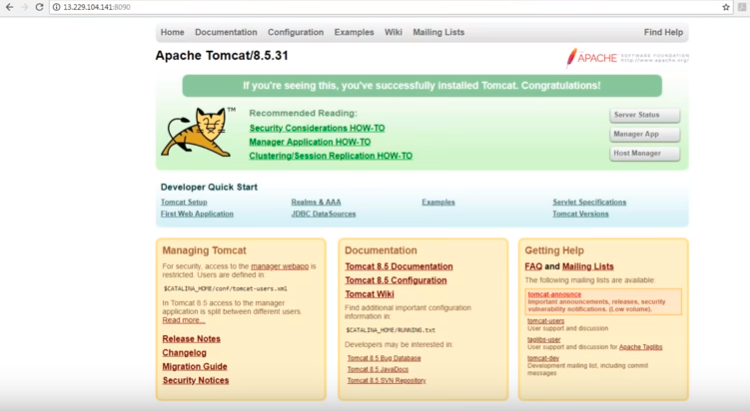 13.229.104.141:8090
Home Documentation Configuration Examples Wiki Mailing Lists Find Help
Apache Tomcat/8.5.31
APACHE SOFTWARE FOUNDATION
http://www.apache.org/
If you're seeing this, you've successfully installed Tomcat. Congratulations!
TM
Recommended Reading:
Security Considerations HOW-TO
Manager Application HOW-TO
Clustering/Session Replication HOW-TO
Server Status
Manager App
Host Manager
Developer Quick Start
Tomcat Setup
First Web Application
Realms & AAA
JDBC DataSources
Examples
Servlet Specifications
Tomcat Versions
Managing Tomcat
For security, access to the manager webapp is
restricted. Users are defined in:
$CATALINA_HOME/conf/tomcat-users.xml
In Tomcat 8.5 access to the manager
application is split between different users.
Read more...
Release Notes
Changelog
Migration Guide
Security Notices
Documentation
Tomcat 8.5 Documentation
Tomcat 8.5 Configuration
Tomcat Wiki
Find additional important configuration
information in:
$CATALINA_HOME/RUNNING.txt
Developers may be interested in:
Tomcat 8.5 Bug Database
Tomcat 8.5 JavaDocs
Tomcat 8.5 SVN Repository
Getting Help
FAQ and Mailing Lists
The following mailing lists are available:
tomcat-announce
Important announcements, releases, security
vulnerability notifications. (Low volume).
tomcat-users
User support and discussion
taglibs-user
User support and discussion for Apache Taglibs
tomcat-dev
Development mailing list, including commit
messages